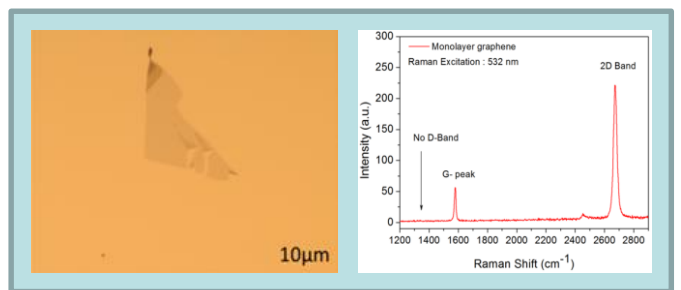 10μm
Monolayer graphene
Raman Excitation : 532 nm
2D Band
No D-Band
G- peak
Intensity (a.u.)
300
250
200
150
100
50
0
1200 1400 1600 1800 2000 2200 2400 2600 2800
Raman Shift (cm⁻¹)